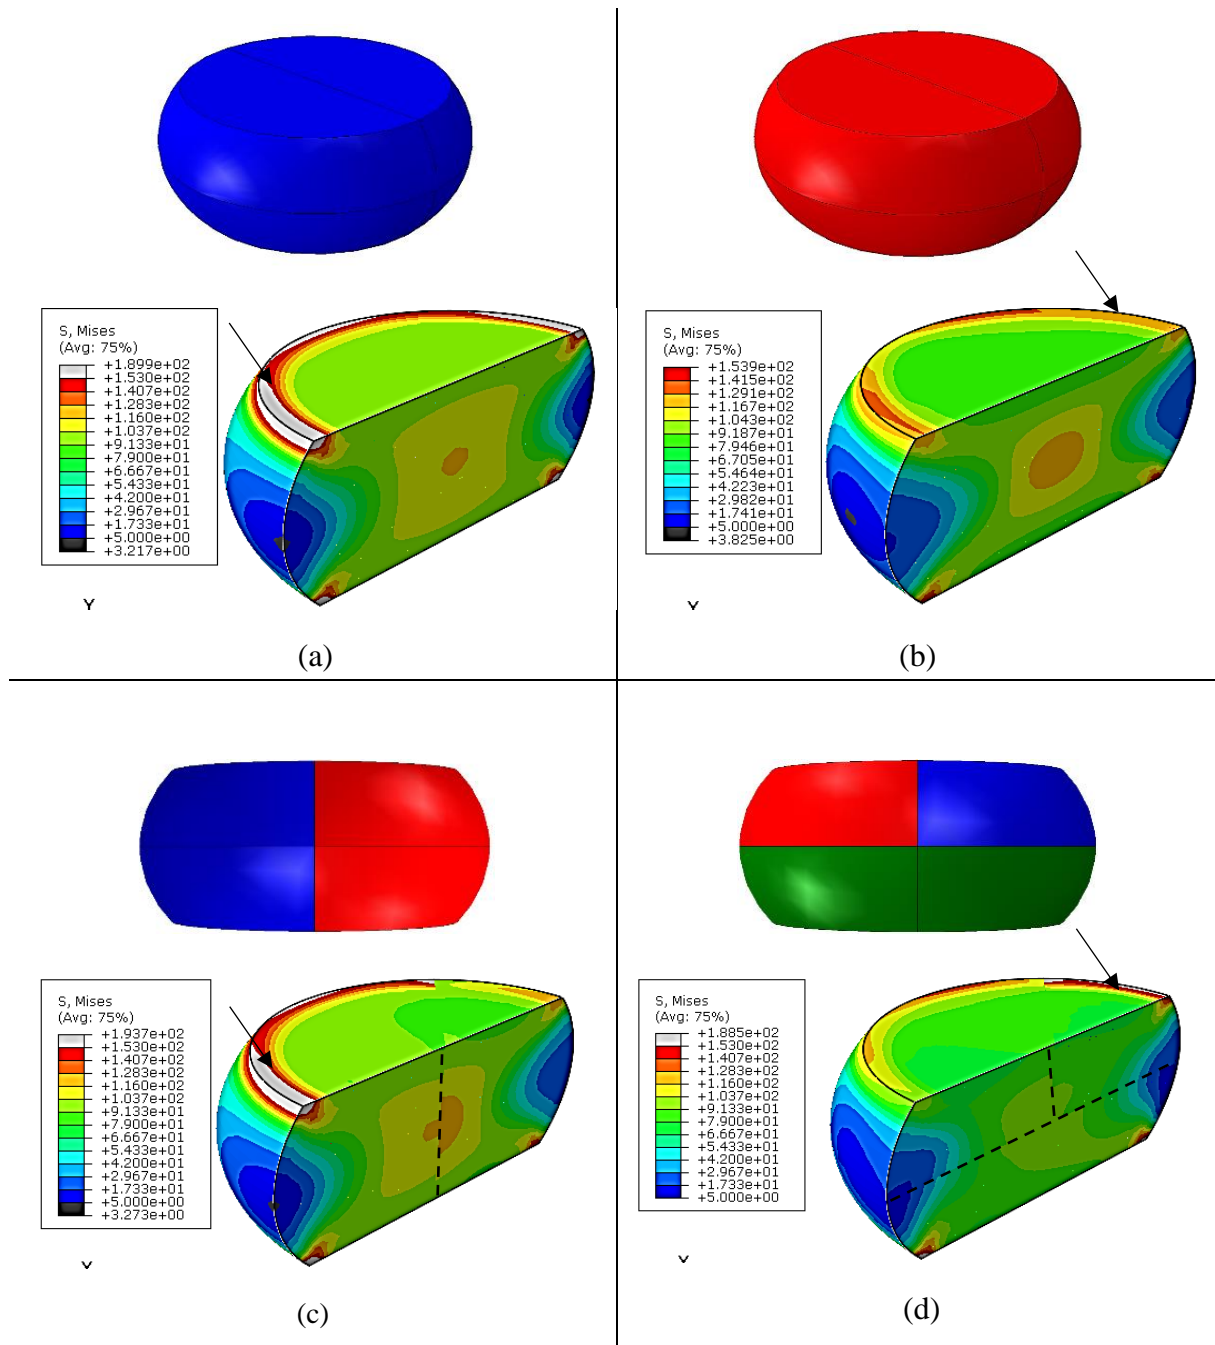 S, Mises
(Avg: 75%)
+1.899e+02
+1.530e+02
+1.407e+02
+1.283e+02
+1.160e+02
+1.037e+02
+9.133e+01
+7.900e+01
+6.667e+01
+5.433e+01
+4.200e+01
+2.967e+01
+1.733e+01
+5.000e+00
+3.217e+00
Y
(a)
S, Mises
(Avg: 75%)
+1.539e+02
+1.415e+02
+1.291e+02
+1.167e+02
+1.043e+02
+9.187e+01
+7.946e+01
+6.705e+01
+5.464e+01
+4.223e+01
+2.982e+01
+1.741e+01
+5.000e+00
+3.825e+00
Y
(b)
S, Mises
(Avg: 75%)
+1.937e+02
+1.530e+02
+1.407e+02
+1.283e+02
+1.160e+02
+1.037e+02
+9.133e+01
+7.900e+01
+6.667e+01
+5.433e+01
+4.200e+01
+2.967e+01
+1.733e+01
+5.000e+00
+3.273e+00
(c)
S, Mises
(Avg: 75%)
+1.885e+02
+1.530e+02
+1.407e+02
+1.283e+02
+1.160e+02
+1.037e+02
+9.133e+01
+7.900e+01
+6.667e+01
+5.433e+01
+4.200e+01
+2.967e+01
+1.733e+01
+5.000e+00
(d)